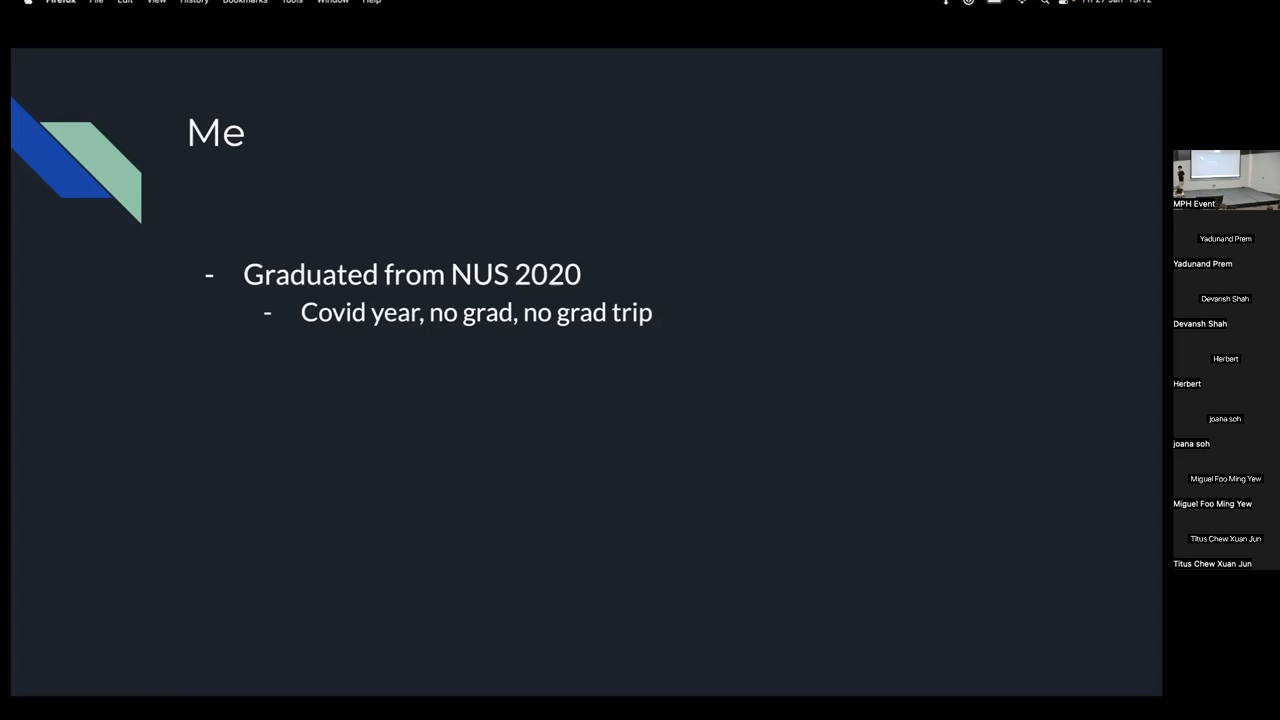 Firefox File Edit View History Bookmarks Tools Window Help
Me
- Graduated from NUS 2020
- Covid year, no grad, no grad trip
MPH Event
Yadunand Prem
Yadunand Prem
Devansh Shah
Devansh Shah
Herbert
Herbert
joana soh
joana soh
Miguel Foo Ming Yew
Miguel Foo Ming Yew
Titus Chew Xuan Jun
Titus Chew Xuan Jun